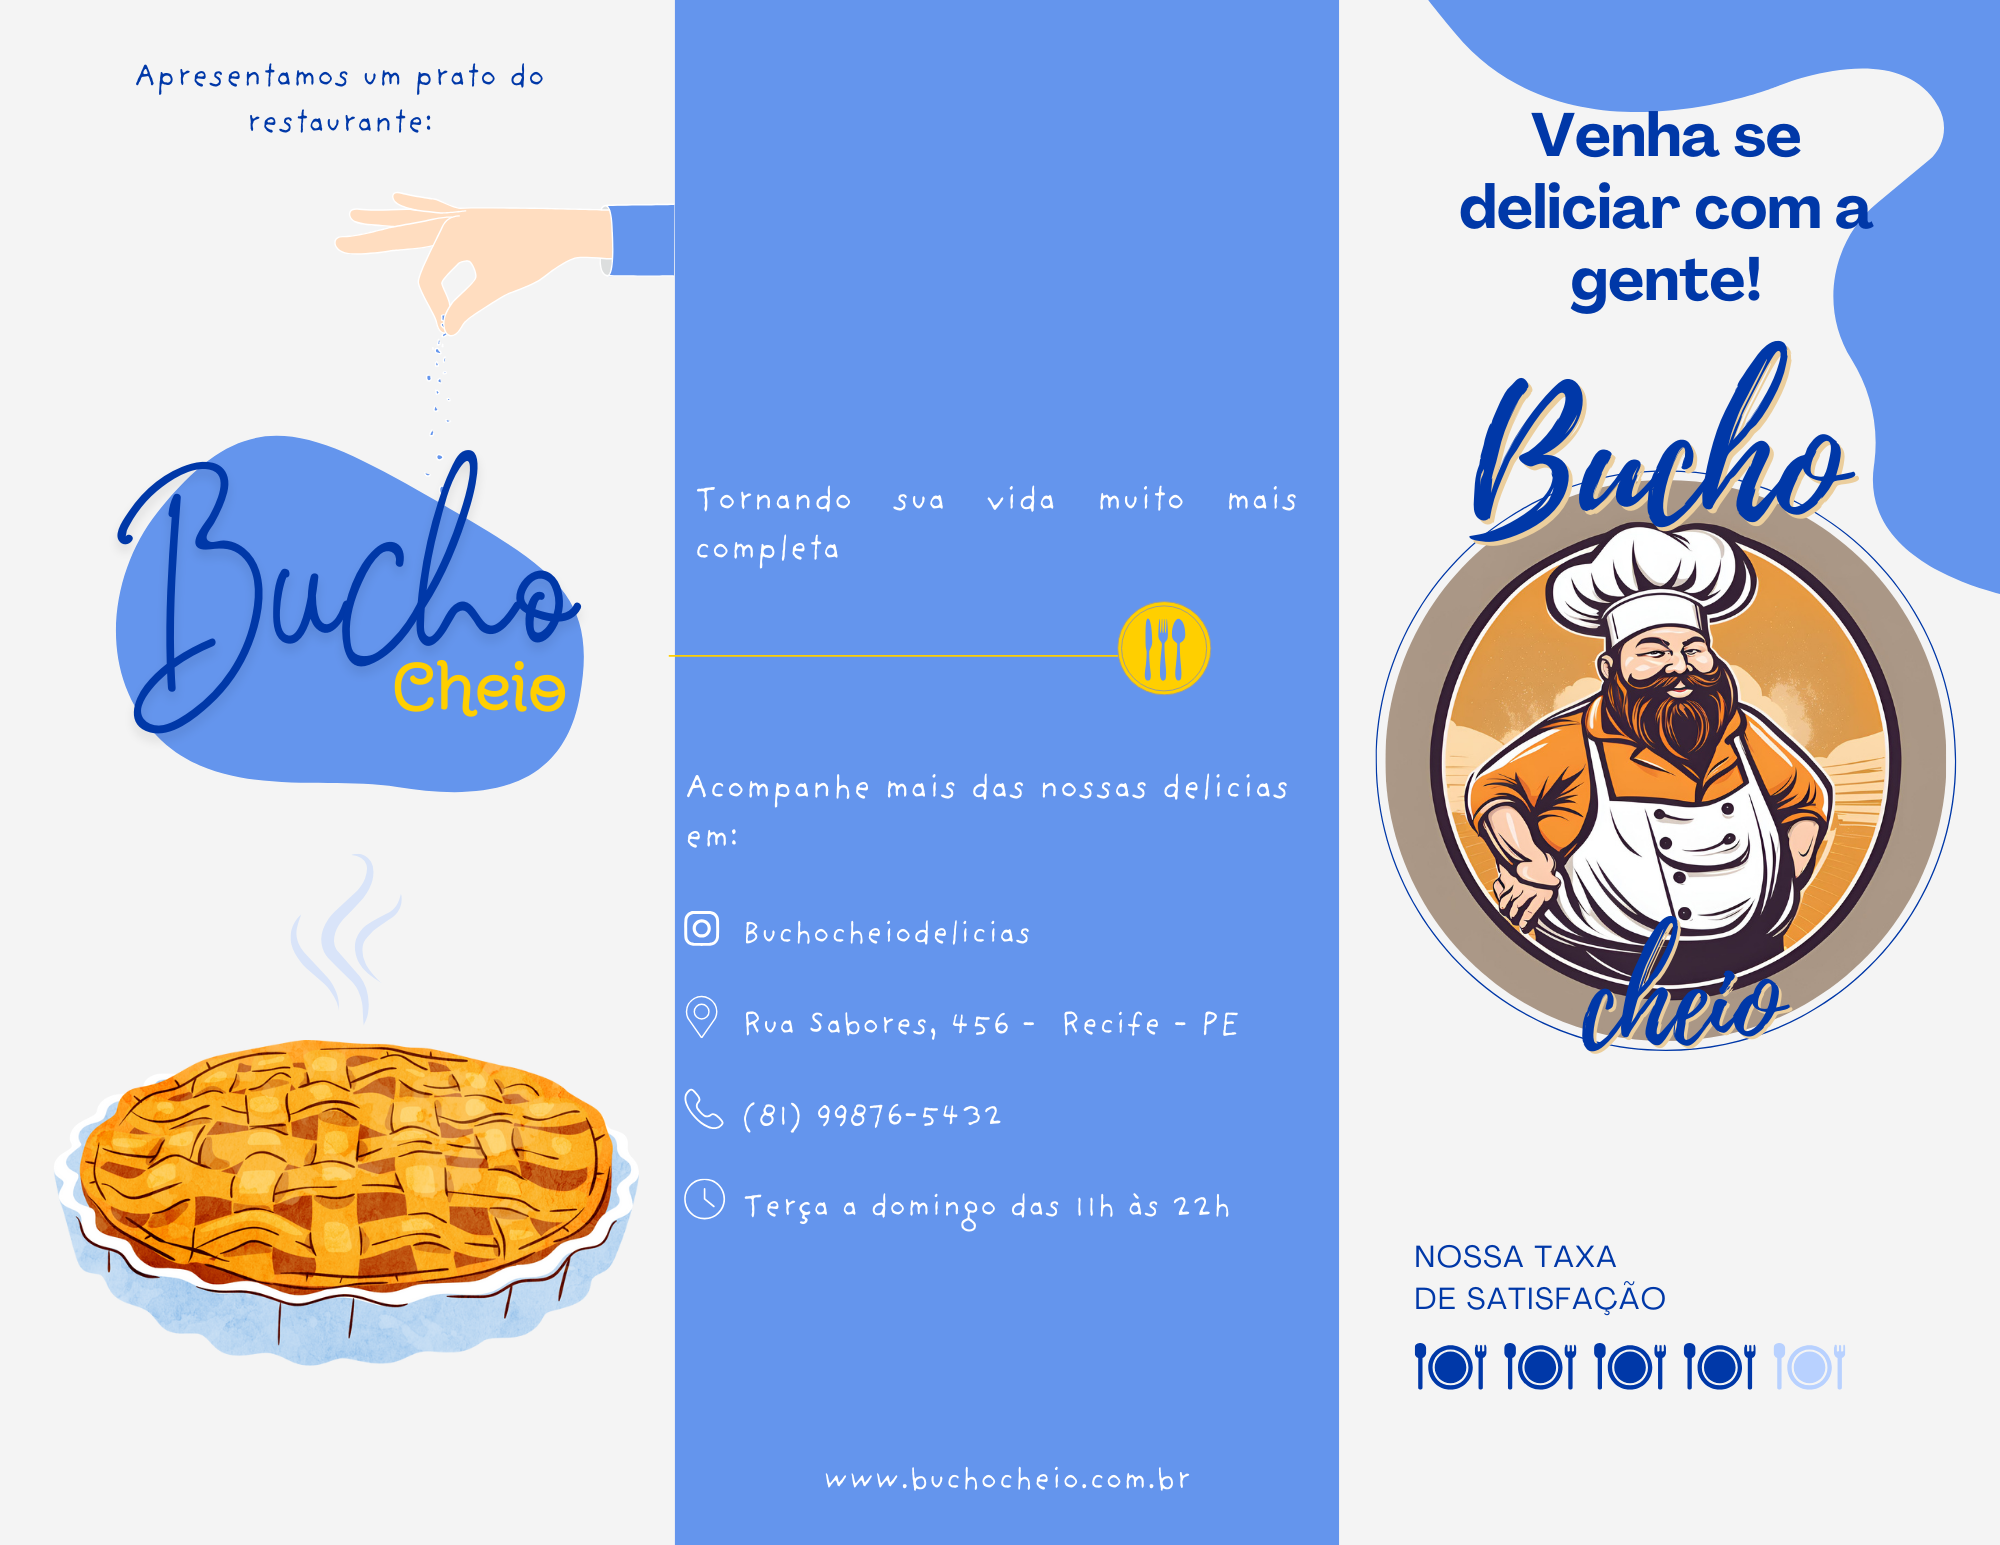 Apresentamos um prato do
restaurante:
Bucho
Cheio
Tornando sua vida muito mais
completa
Acompanhe mais das nossas delicias
em:
Buchocheiodelicias
Rua Sabores, 456 - Recife - PE
(81) 99876-5432
Terça a domingo das 11h às 22h
www.buchocheio.com.br
Venha se
deliciar com a
gente!
Bucho
cheio
NOSSA TAXA
DE SATISFAÇÃO